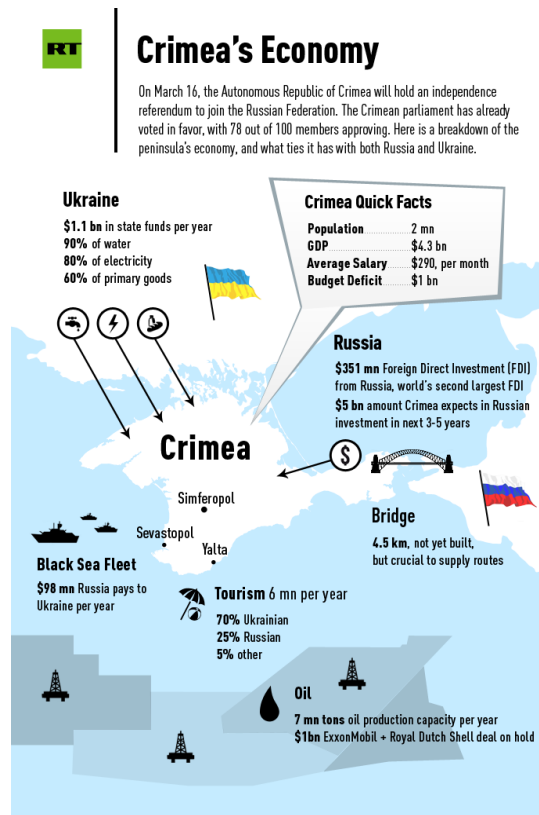 RT
Crimea's Economy
On March 16, the Autonomous Republic of Crimea will hold an independence
referendum to join the Russian Federation. The Crimean parliament has already
voted in favor, with 78 out of 100 members approving. Here is a breakdown of the
peninsula's economy, and what ties it has with both Russia and Ukraine.
Ukraine
$1.1 bn in state funds per year
90% of water
80% of electricity
60% of primary goods
Crimea Quick Facts
Population 2 mn
GDP $4.3 bn
Average Salary $290, per month
Budget Deficit $1 bn
Russia
$351 mn Foreign Direct Investment (FDI)
from Russia, world's second largest FDI
$5 bn amount Crimea expects in Russian
investment in next 3-5 years
Crimea
$
Simferopol
Sevastopol
Yalta
Bridge
4.5 km, not yet built,
but crucial to supply routes
Black Sea Fleet
$98 mn Russia pays to
Ukraine per year
Tourism 6 mn per year
70% Ukrainian
25% Russian
5% other
Oil
7 mn tons oil production capacity per year
$1bn ExxonMobil + Royal Dutch Shell deal on hold